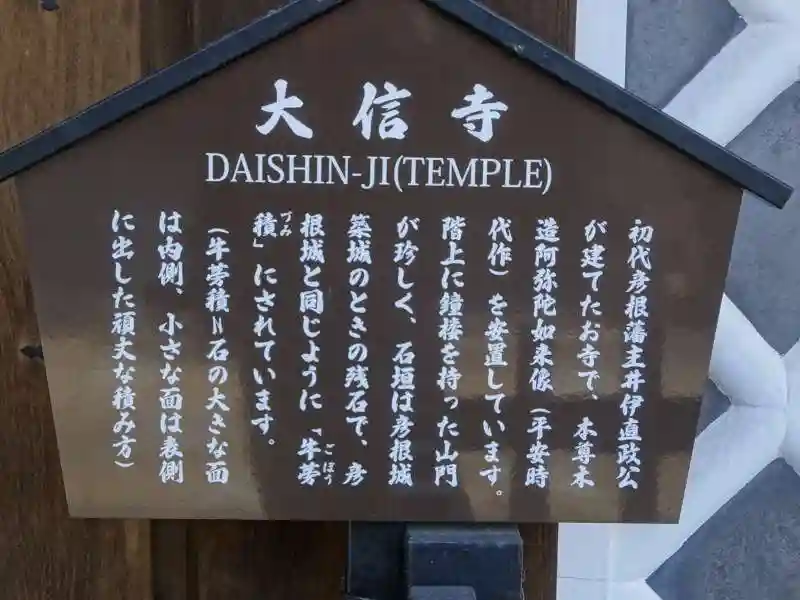 大信寺
DAISHIN-JI(TEMPLE)
初代彦根藩主井伊直政公
が建てたお寺で、本尊木
造阿弥陀如来像（平安時
代作）を安置しています。
階上に鐘楼を持った山門
が珍しく、石垣は彦根城
築城のときの残石で、彦
根城と同じように「牛蒡
ごぼう
積」にされています。
づみ
（牛蒡積＝石の大きな面
は内側、小さな面は表側
に出した頑丈な積み方）